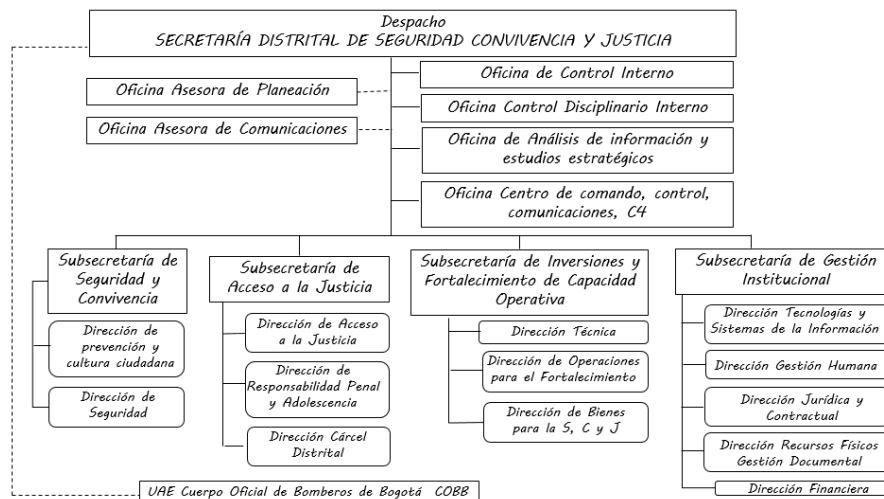 Despacho
SECRETARÍA DISTRITAL DE SEGURIDAD CONVIVENCIA Y JUSTICIA
Oficina Asesora de Planeación
Oficina Asesora de Comunicaciones
Oficina de Control Interno
Oficina Control Disciplinario Interno
Oficina de Análisis de información y
estudios estratégicos
Oficina Centro de comando, control,
comunicaciones, C4
Subsecretaría de
Seguridad y
Convivencia
Dirección de
prevención y
cultura ciudadana
Dirección de
Seguridad
Subsecretaría de
Acceso a la Justicia
Dirección de Acceso
a la Justicia
Dirección de
Responsabilidad Penal
y Adolescencia
Dirección Cárcel
Distrital
Subsecretaría de Inversiones y
Fortalecimiento de Capacidad
Operativa
Dirección Técnica
Dirección de Operaciones
para el Fortalecimiento
Dirección de Bienes
para la S, C y J
Subsecretaría de Gestión
Institucional
Dirección Tecnologías y
Sistemas de la Información
Dirección Gestión Humana
Dirección Jurídica y
Contractual
Dirección Recursos Físicos
Gestión Documental
Dirección Financiera
UAE Cuerpo Oficial de Bomberos de Bogotá COBB